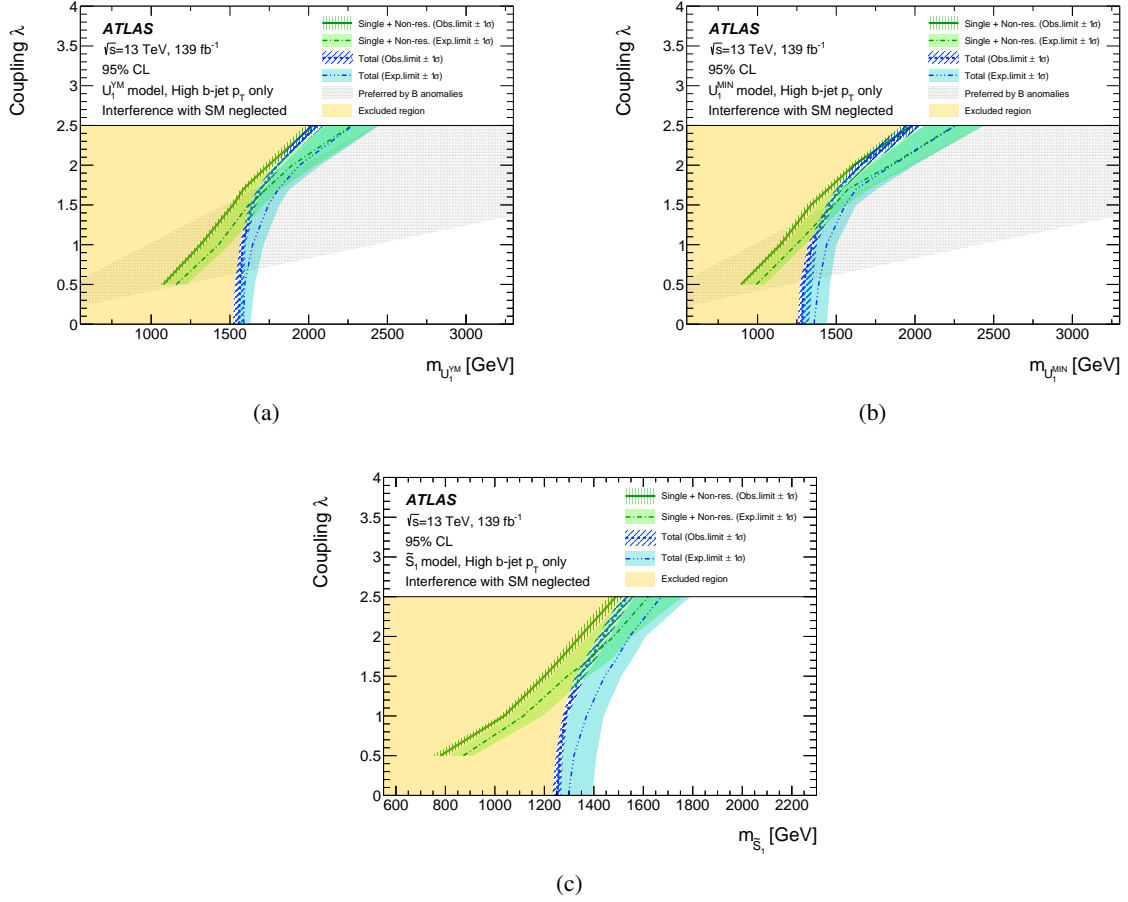 Coupling λ
4
3.5
3
2.5
2
1.5
1
0.5
0
ATLAS
√s=13 TeV, 139 fb⁻¹
95% CL
U₁^YM model, High b-jet p_T only
Interference with SM neglected
Single + Non-res. (Obs.limit ± 1σ)
Single + Non-res. (Exp.limit ± 1σ)
Total (Obs.limit ± 1σ)
Total (Exp.limit ± 1σ)
Preferred by B anomalies
Excluded region
1000 1500 2000 2500 3000
m_U₁^YM [GeV]
(a)
Coupling λ
4
3.5
3
2.5
2
1.5
1
0.5
0
ATLAS
√s=13 TeV, 139 fb⁻¹
95% CL
U₁^MIN model, High b-jet p_T only
Interference with SM neglected
Single + Non-res. (Obs.limit ± 1σ)
Single + Non-res. (Exp.limit ± 1σ)
Total (Obs.limit ± 1σ)
Total (Exp.limit ± 1σ)
Preferred by B anomalies
Excluded region
1000 1500 2000 2500 3000
m_U₁^MIN [GeV]
(b)
Coupling λ
4
3.5
3
2.5
2
1.5
1
0.5
0
ATLAS
√s=13 TeV, 139 fb⁻¹
95% CL
S̃₁ model, High b-jet p_T only
Interference with SM neglected
Single + Non-res. (Obs.limit ± 1σ)
Single + Non-res. (Exp.limit ± 1σ)
Total (Obs.limit ± 1σ)
Total (Exp.limit ± 1σ)
Excluded region
600 800 1000 1200 1400 1600 1800 2000 2200
m_S̃₁ [GeV]
(c)